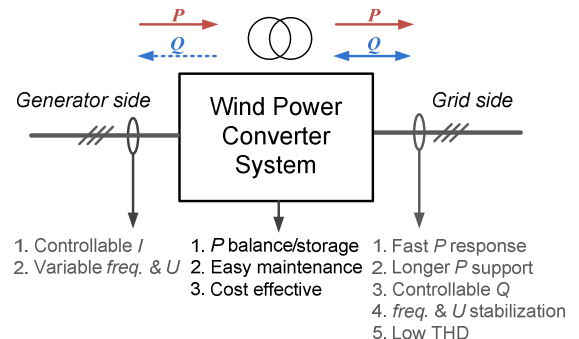 P
P
Q
Q
Generator side
Wind Power
Converter
System
Grid side
1. Controllable I
2. Variable freq. & U
1. P balance/storage
2. Easy maintenance
3. Cost effective
1. Fast P response
2. Longer P support
3. Controllable Q
4. freq. & U stabilization
5. Low THD